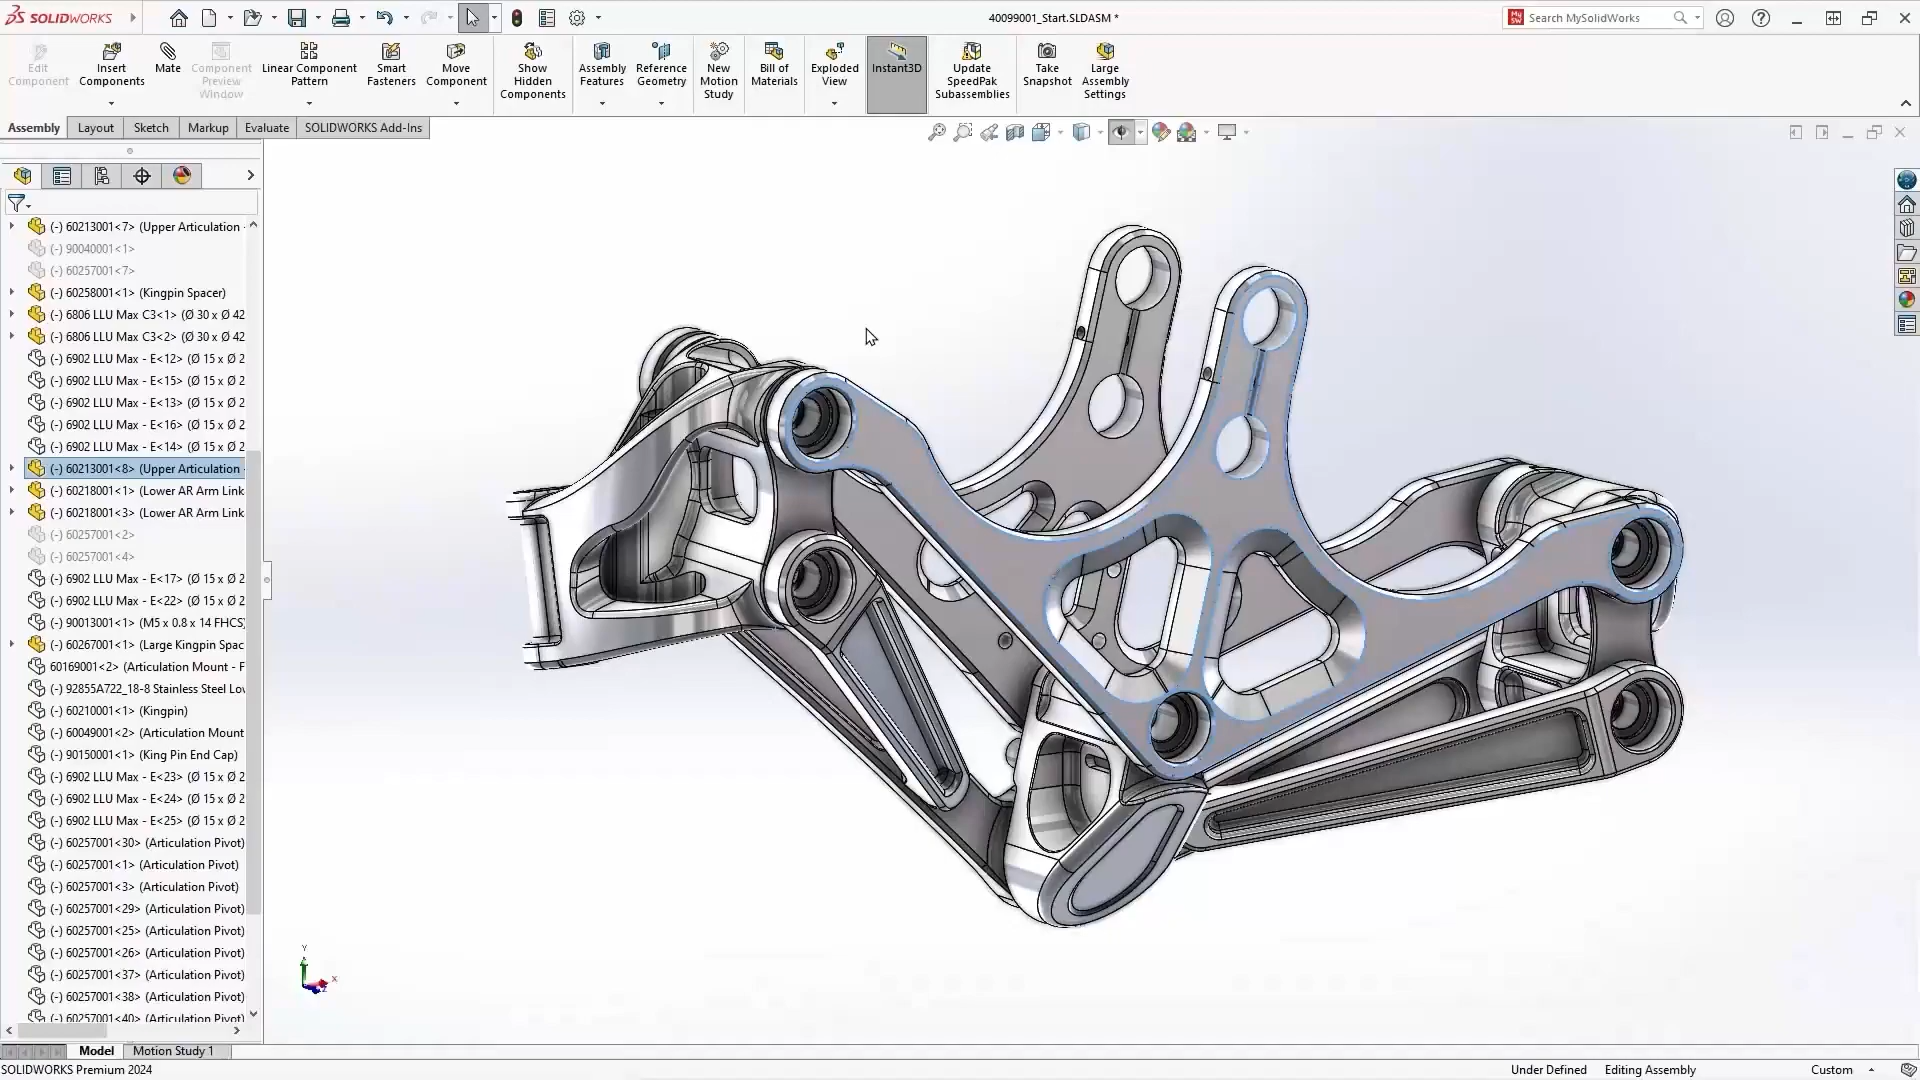 SOLIDWORKS
40099001_Start.SLDASM *
Search MySolidWorks
Edit Component
Insert Components
Mate
Component Preview Window
Linear Component Pattern
Smart Fasteners
Move Component
Show Hidden Components
Assembly Features
Reference Geometry
New Motion Study
Bill of Materials
Exploded View
Instant3D
Update SpeedPak Subassemblies
Take Snapshot
Large Assembly Settings
Assembly
Layout
Sketch
Markup
Evaluate
SOLIDWORKS Add-Ins
(-) 60213001<7> (Upper Articulation -
(-) 90040001<1>
(-) 60257001<7>
(-) 60258001<1> (Kingpin Spacer)
(-) 6806 LLU Max C3<1> (Ø 30 x Ø 42
(-) 6806 LLU Max C3<2> (Ø 30 x Ø 42
(-) 6902 LLU Max - E<12> (Ø 15 x Ø 2
(-) 6902 LLU Max - E<15> (Ø 15 x Ø 2
(-) 6902 LLU Max - E<13> (Ø 15 x Ø 2
(-) 6902 LLU Max - E<16> (Ø 15 x Ø 2
(-) 6902 LLU Max - E<14> (Ø 15 x Ø 2
(-) 60213001<8> (Upper Articulation -
(-) 60218001<1> (Lower AR Arm Link
(-) 60218001<3> (Lower AR Arm Link
(-) 60257001<2>
(-) 60257001<4>
(-) 6902 LLU Max - E<17> (Ø 15 x Ø 2
(-) 6902 LLU Max - E<22> (Ø 15 x Ø 2
(-) 90013001<1> (M5 x 0.8 x 14 FHCS)
(-) 60267001<1> (Large Kingpin Spac
60169001<2> (Articulation Mount - F
(-) 92855A722_18-8 Stainless Steel Lov
(-) 60210001<1> (Kingpin)
(-) 60049001<2> (Articulation Mount
(-) 90150001<1> (King Pin End Cap)
(-) 6902 LLU Max - E<23> (Ø 15 x Ø 2
(-) 6902 LLU Max - E<24> (Ø 15 x Ø 2
(-) 6902 LLU Max - E<25> (Ø 15 x Ø 2
(-) 60257001<30> (Articulation Pivot)
(-) 60257001<1> (Articulation Pivot)
(-) 60257001<3> (Articulation Pivot)
(-) 60257001<29> (Articulation Pivot)
(-) 60257001<25> (Articulation Pivot)
(-) 60257001<26> (Articulation Pivot)
(-) 60257001<37> (Articulation Pivot)
(-) 60257001<38> (Articulation Pivot)
(-) 60257001<40> (Articulation Pivot)
Y
X
Z
Model
Motion Study 1
SOLIDWORKS Premium 2024
Under Defined
Editing Assembly
Custom